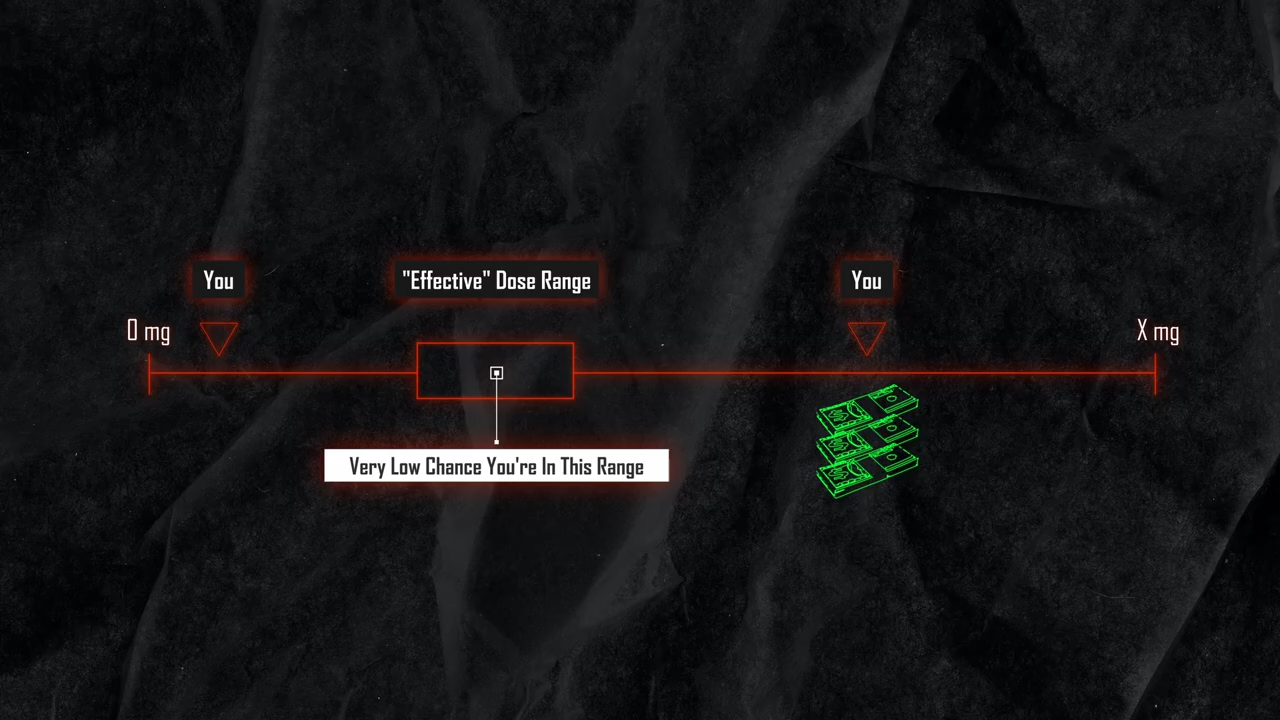 You
"Effective" Dose Range
You
0 mg
X mg
Very Low Chance You're In This Range